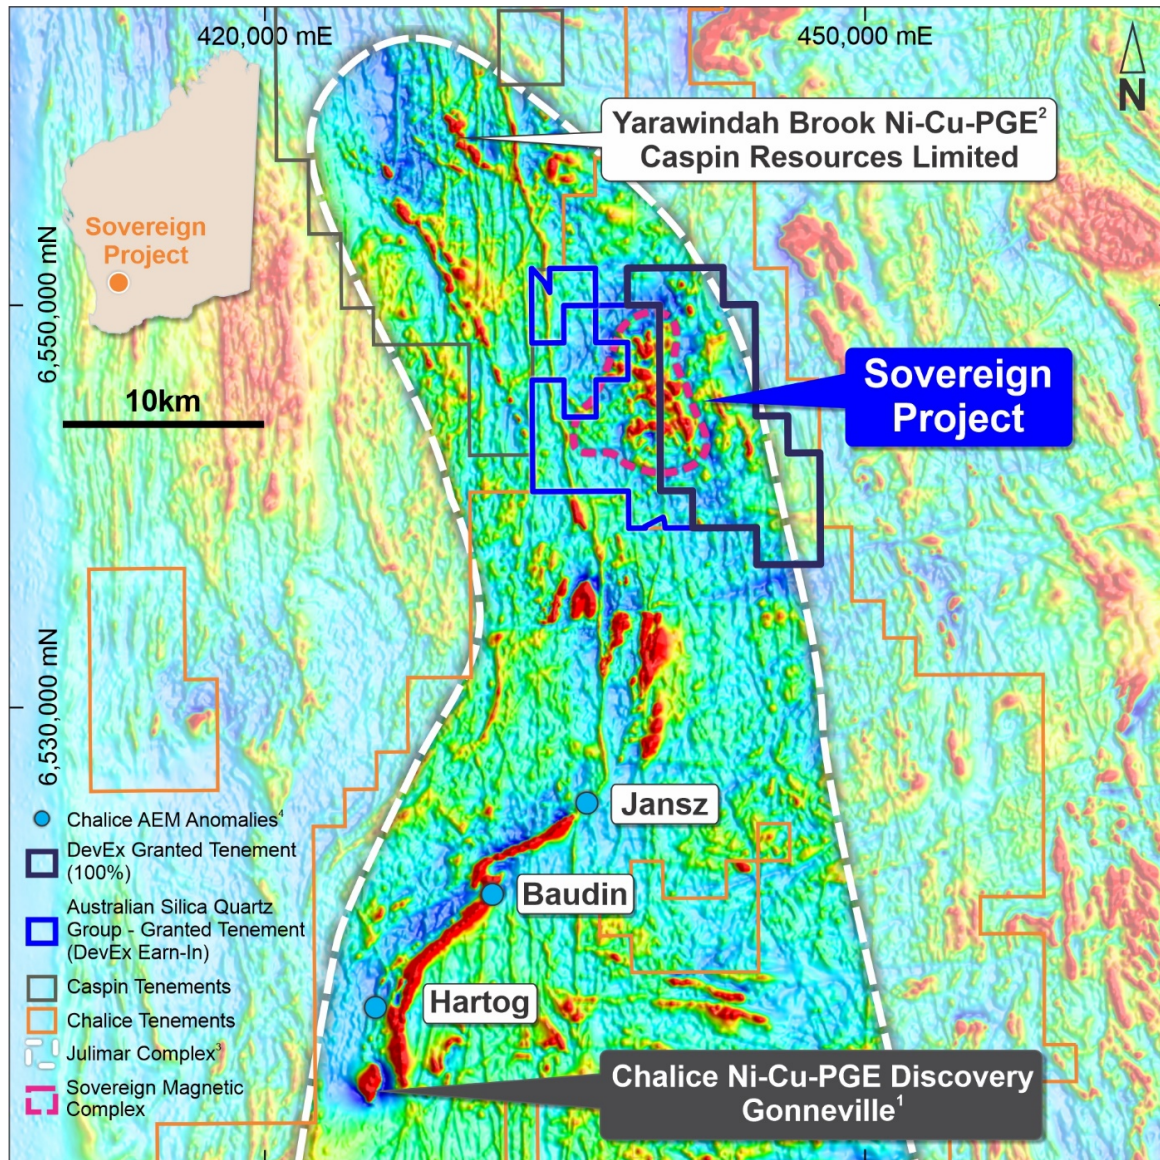 420,000 mE
450,000 mE
N
Yarawindah Brook Ni-Cu-PGE²
Caspin Resources Limited
Sovereign
Project
6,550,000 mN
10km
Sovereign
Project
6,530,000 mN
Jansz
Baudin
Hartog
Chalice AEM Anomalies⁴
DevEx Granted Tenement
(100%)
Australian Silica Quartz
Group - Granted Tenement
(DevEx Earn-In)
Caspin Tenements
Chalice Tenements
Julimar Complex³
Sovereign Magnetic
Complex
Chalice Ni-Cu-PGE Discovery
Gonneville¹